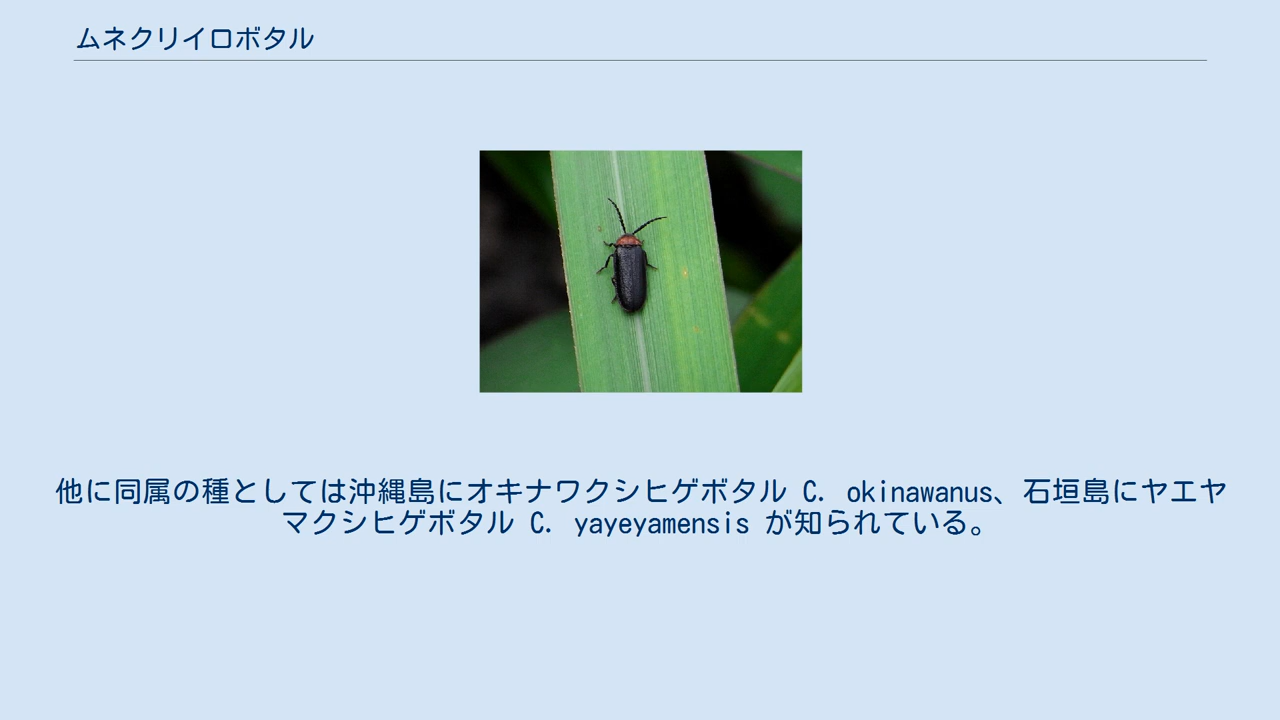 ムネクリイロボタル
他に同属の種としては沖縄島にオキナワクシヒゲボタル C. okinawanus、石垣島にヤエヤ
マクシヒゲボタル C. yayeyamensis が知られている。